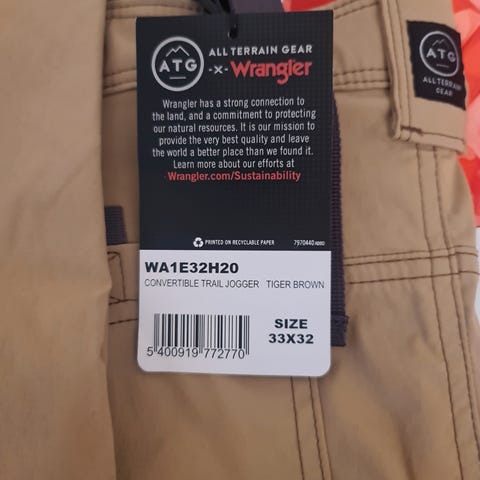 ATG
ALL TERRAIN GEAR
-X- Wrangler
Wrangler has a strong connection to
the land, and a commitment to protecting
our natural resources. It is our mission to
provide the very best quality and leave
the world a better place than we found it.
Learn more about our efforts at
Wrangler.com/Sustainability
PRINTED ON RECYCLABLE PAPER
7970440
WA1E32H20
CONVERTIBLE TRAIL JOGGER TIGER BROWN
SIZE
33X32
5 400919 772770
ATG
ALL TERRAIN
GEAR